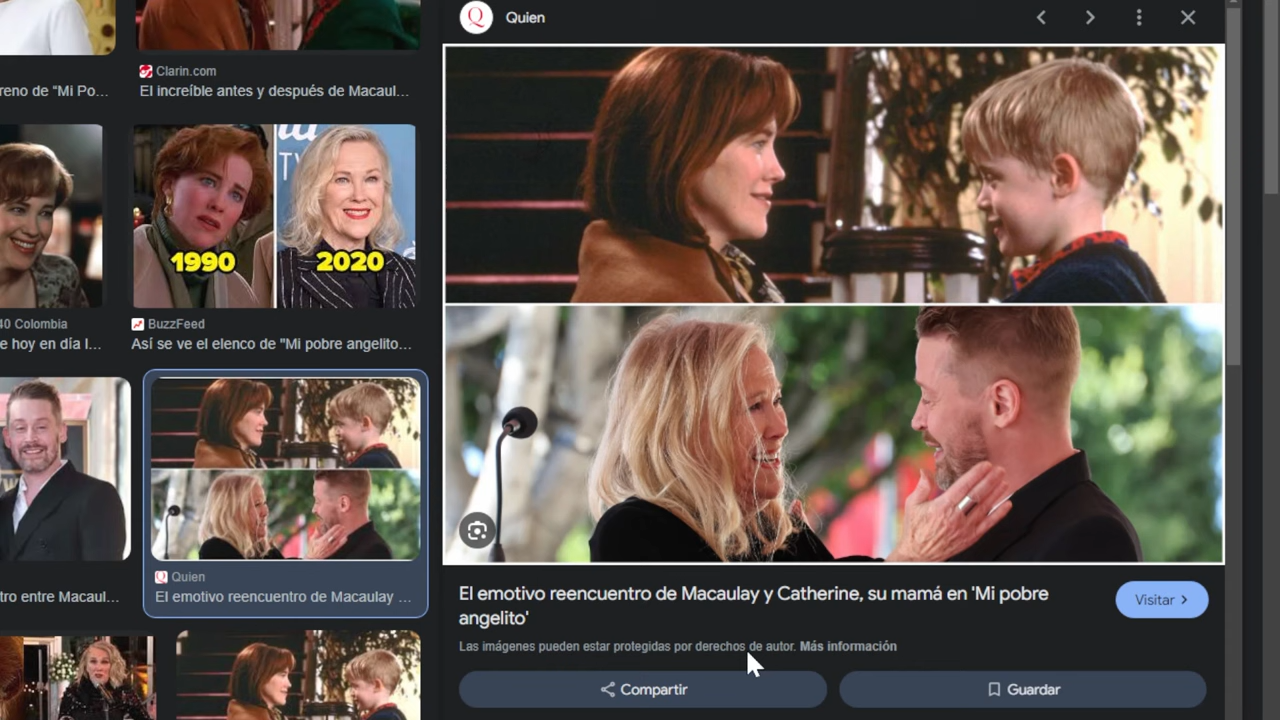 Quien
Clarin.com
reno de “Mi Po...
El increíble antes y después de Macaul...
1990
2020
40 Colombia
e hoy en día l...
BuzzFeed
Así se ve el elenco de "Mi pobre angelito...
Quien
tro entre Macaul...
El emotivo reencuentro de Macaulay ...
El emotivo reencuentro de Macaulay y Catherine, su mamá en 'Mi pobre
angelito'
Visitar
Las imágenes pueden estar protegidas por derechos de autor. Más información
Compartir
Guardar